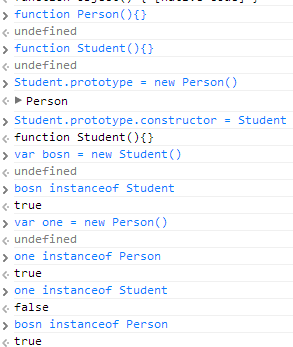 function Person(){}
undefined
function Student(){}
undefined
Student.prototype = new Person()
Person
Student.prototype.constructor = Student
function Student(){}
var bosn = new Student()
undefined
bosn instanceof Student
true
var one = new Person()
undefined
one instanceof Person
true
one instanceof Student
false
bosn instanceof Person
true